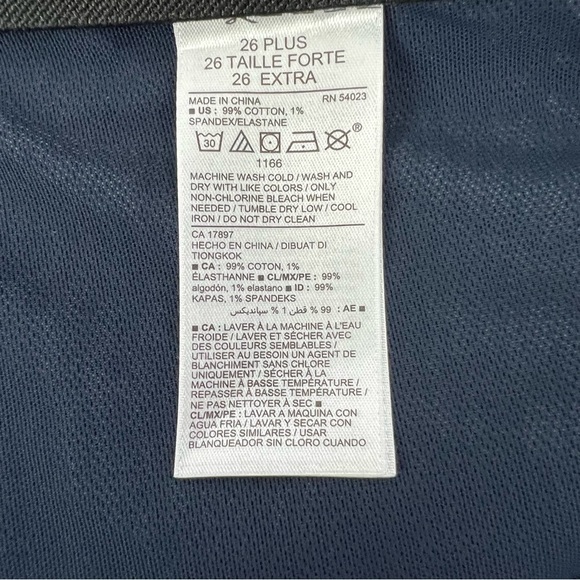 26 PLUS
26 TAILLE FORTE
26 EXTRA
MADE IN CHINA RN 54023
■ US : 99% COTTON, 1%
SPANDEX/ELASTANE
30 ®
1166
MACHINE WASH COLD / WASH AND
DRY WITH LIKE COLORS / ONLY
NON-CHLORINE BLEACH WHEN
NEEDED / TUMBLE DRY LOW / COOL
IRON / DO NOT DRY CLEAN
CA 17897
HECHO EN CHINA / DIBUAT DI
TIONGKOK
■ CA : 99% COTON, 1%
ÉLASTHANNE ■ CL/MX/PE : 99%
algodón, 1% elastano ■ ID : 99%
KAPAS, 1% SPANDEKS
■ AE : 99 % قطن 1 % سپاندیكس
■ CA : LAVER À LA MACHINE À L'EAU
FROIDE / LAVER ET SÉCHER AVEC
DES COULEURS SEMBLABLES /
UTILISER AU BESOIN UN AGENT DE
BLANCHIMENT SANS CHLORE
UNIQUEMENT / SÉCHER À LA
MACHINE À BASSE TEMPÉRATURE /
REPASSER À BASSE TEMPÉRATURE /
NE PAS NETTOYER À SEC ■
CL/MX/PE : LAVAR A MAQUINA CON
AGUA FRIA / LAVAR Y SECAR CON
COLORES SIMILARES / USAR
BLANQUEADOR SIN CLORO CUANDO